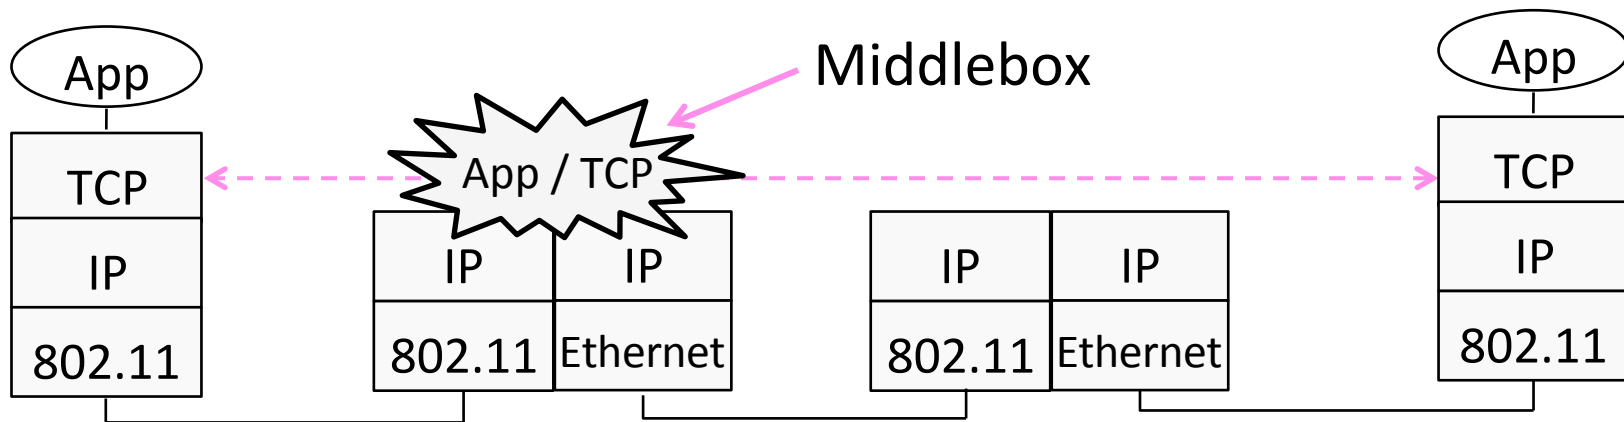 App
TCP
IP
802.11
Middlebox
App / TCP
IP
IP
802.11
Ethernet
IP
IP
802.11
Ethernet
App
TCP
IP
802.11